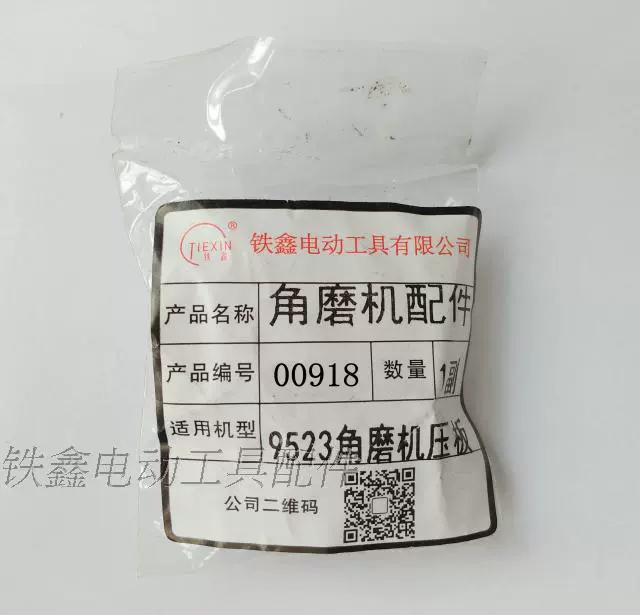 TIEXIN®
铁鑫
铁鑫电动工具有限公司
产品名称 角磨机配件
产品编号 00918 数量 1副
适用机型 9523角磨机压板
铁鑫电动工具配件
公司二维码